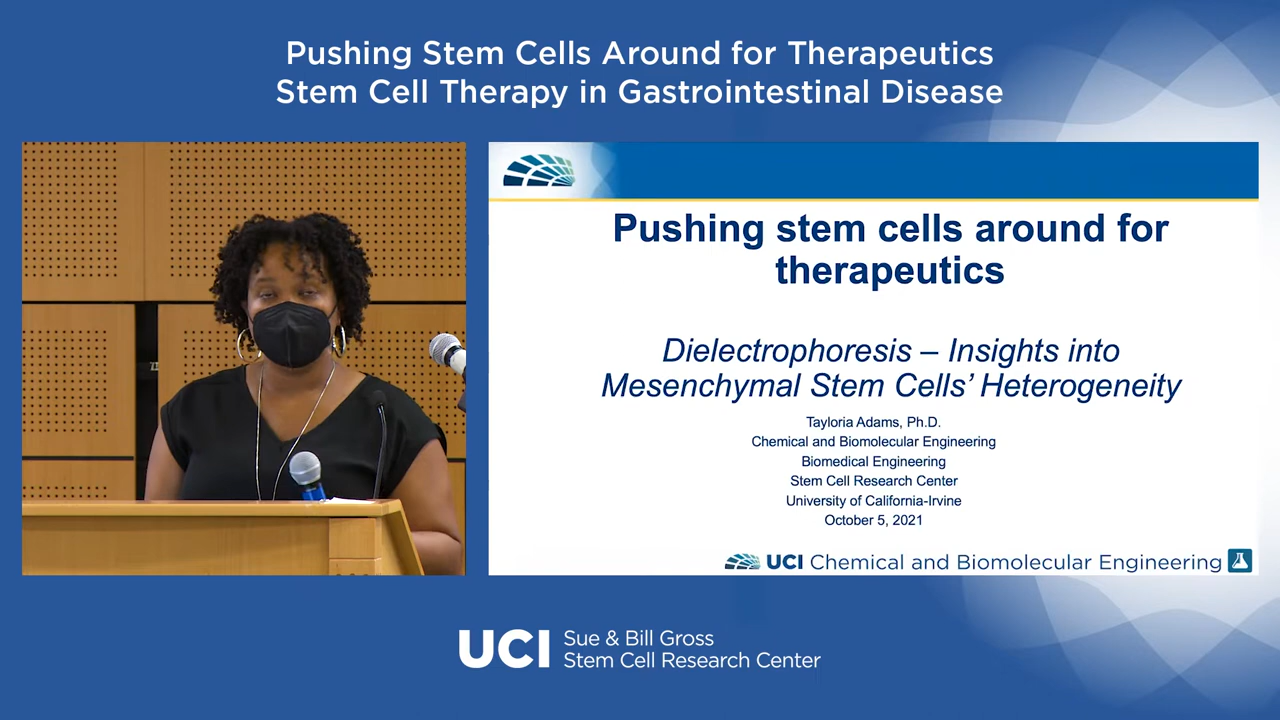 Pushing Stem Cells Around for Therapeutics
Stem Cell Therapy in Gastrointestinal Disease
Pushing stem cells around for
therapeutics
Dielectrophoresis – Insights into
Mesenchymal Stem Cells’ Heterogeneity
Tayloria Adams, Ph.D.
Chemical and Biomolecular Engineering
Biomedical Engineering
Stem Cell Research Center
University of California-Irvine
October 5, 2021
UCI Chemical and Biomolecular Engineering
UCI
Sue & Bill Gross
Stem Cell Research Center